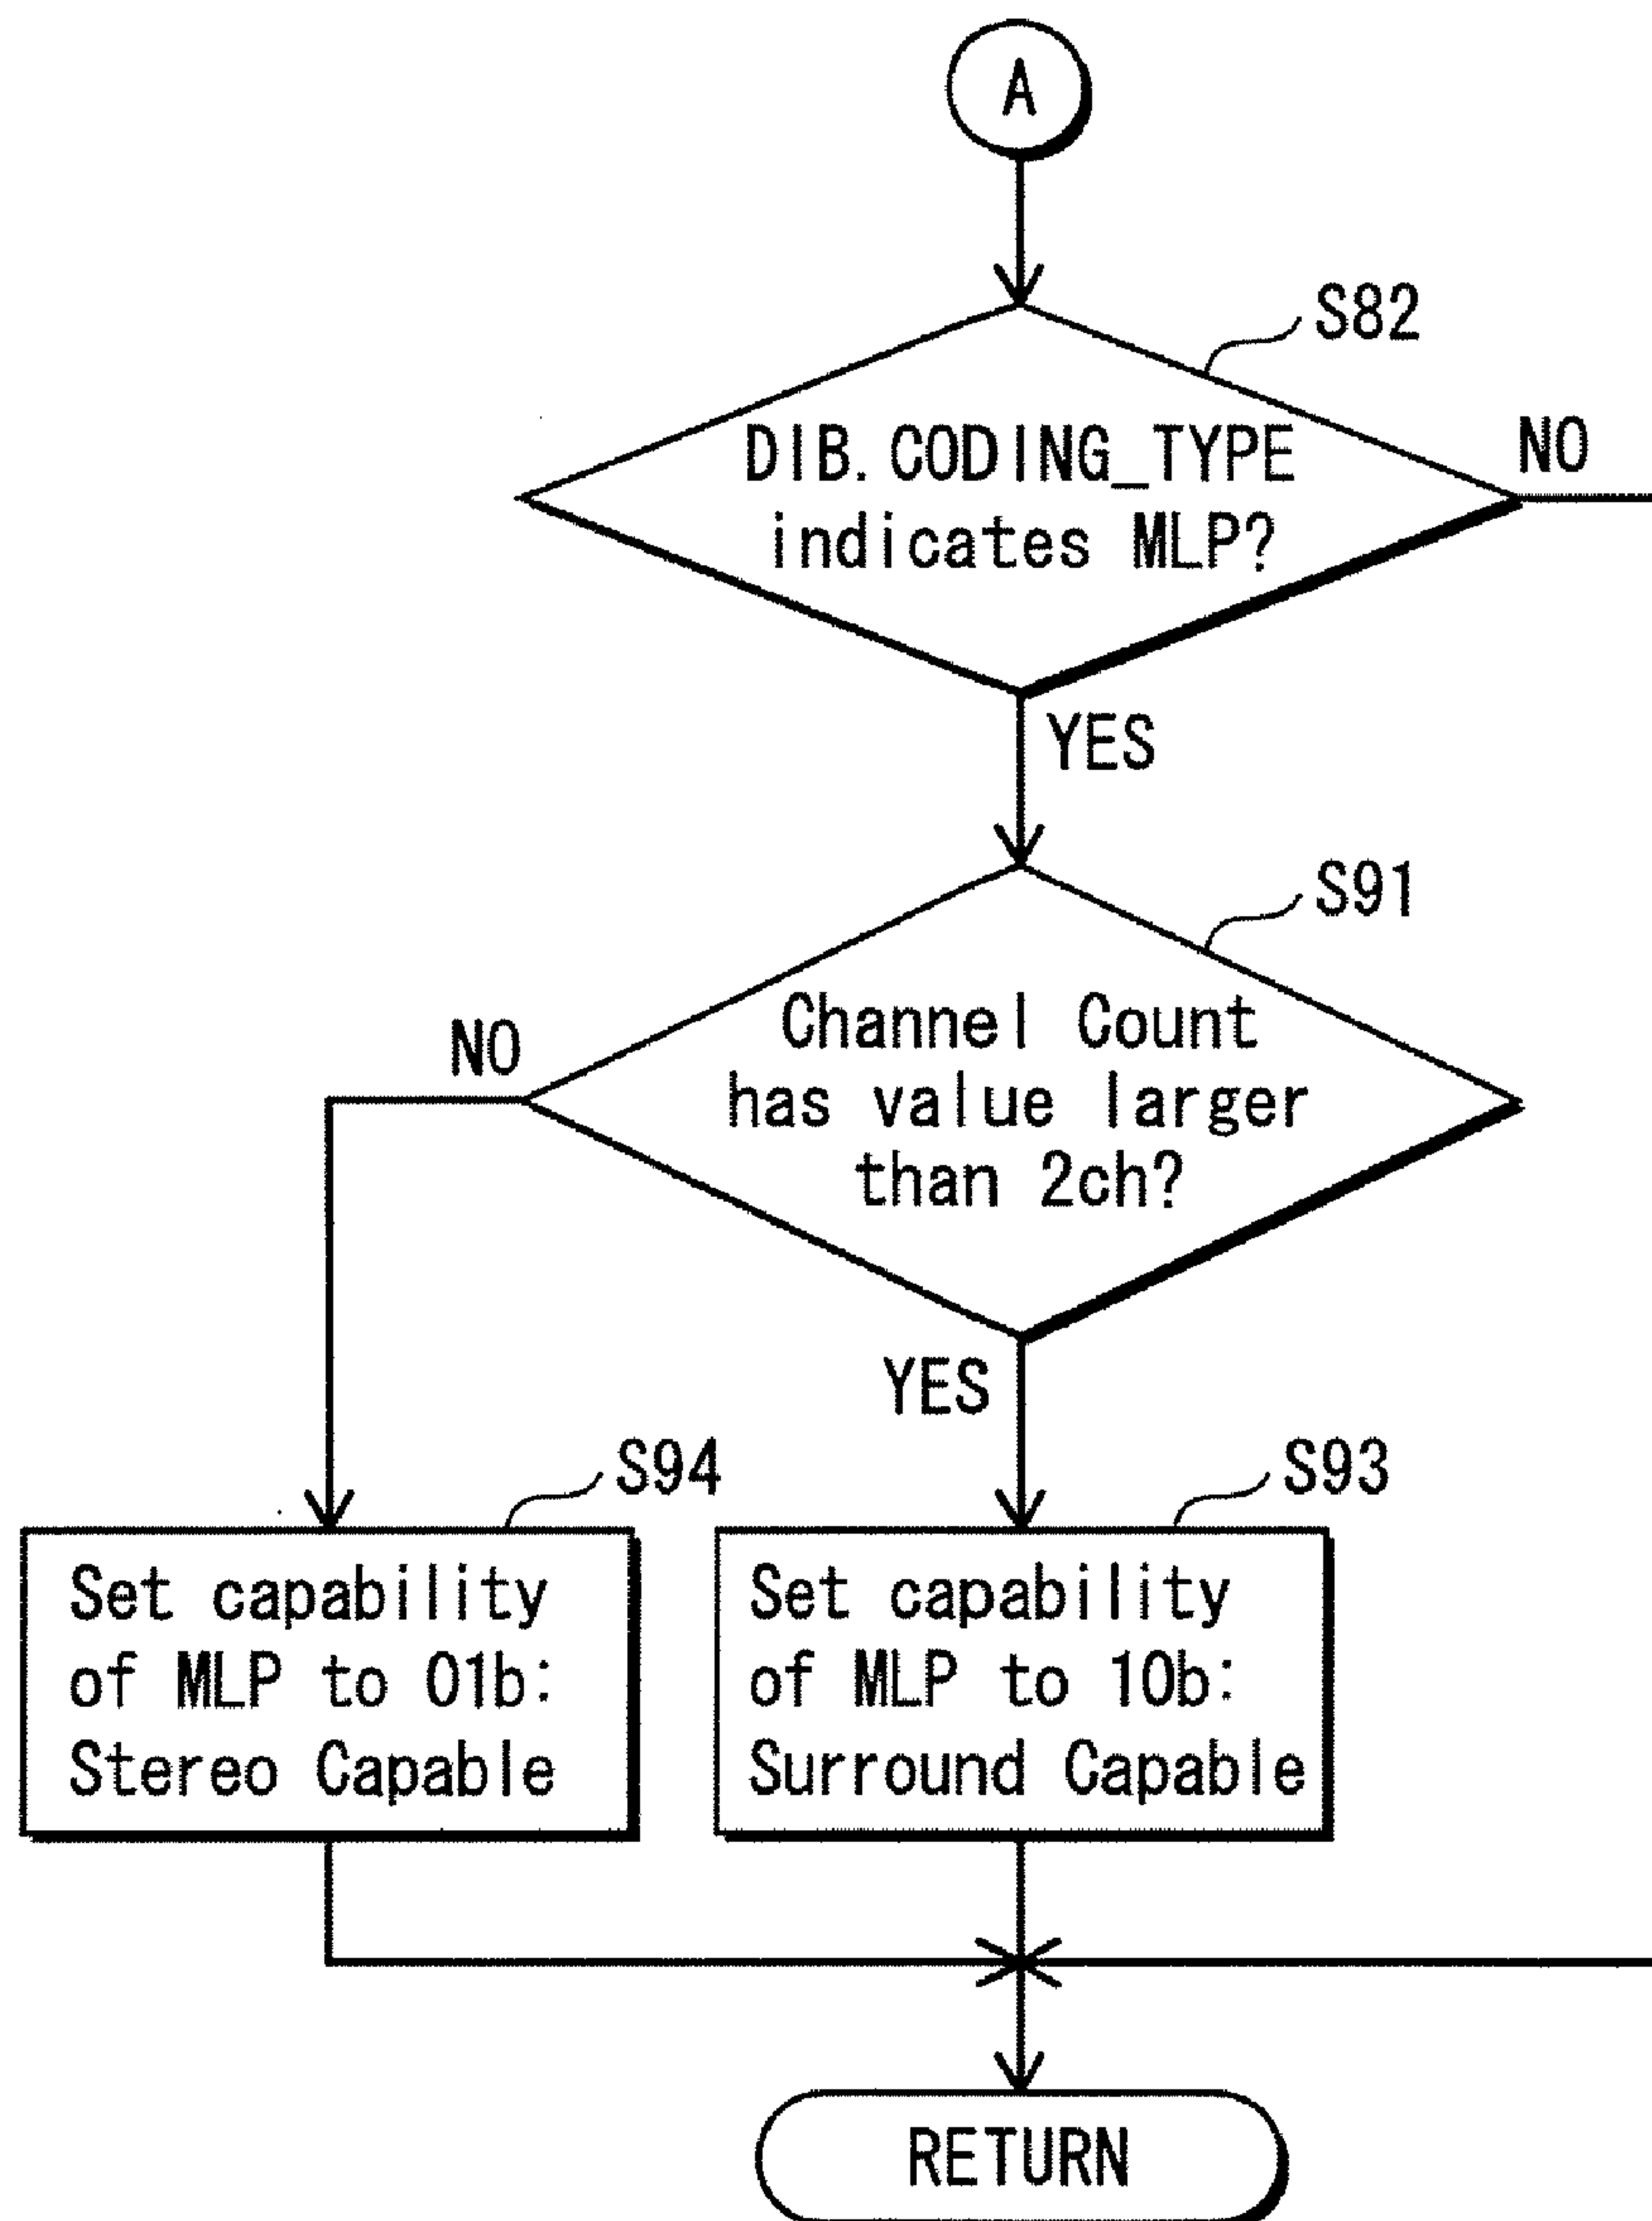 A
S82
DIB.CODING_TYPE
indicates MLP?
NO
YES
S91
Channel Count
has value larger
than 2ch?
NO
YES
S94
Set capability
of MLP to 01b:
Stereo Capable
S93
Set capability
of MLP to 10b:
Surround Capable
RETURN